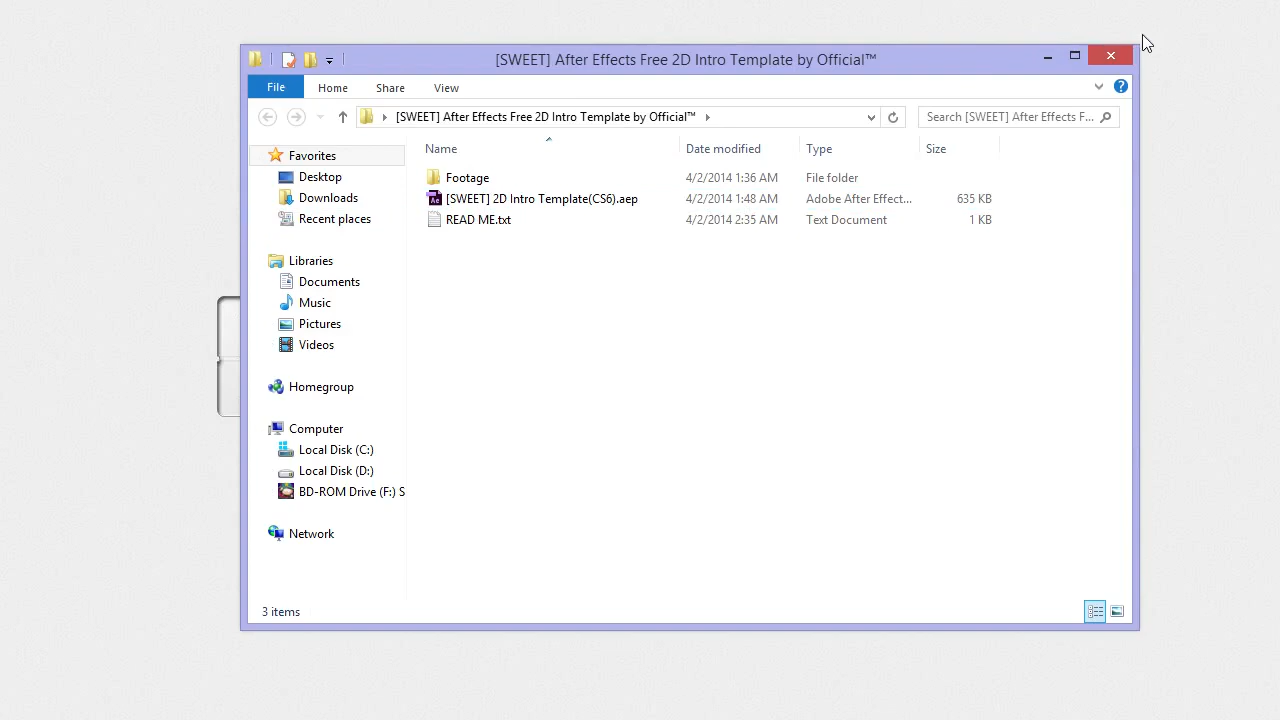 [SWEET] After Effects Free 2D Intro Template by Official™
File Home Share View
[SWEET] After Effects Free 2D Intro Template by Official™
Search [SWEET] After Effects F...
Name Date modified Type Size
Favorites
Desktop
Downloads
Recent places
Libraries
Documents
Music
Pictures
Videos
Homegroup
Computer
Local Disk (C:)
Local Disk (D:)
BD-ROM Drive (F:) S
Network
Footage 4/2/2014 1:36 AM File folder
[SWEET] 2D Intro Template(CS6).aep 4/2/2014 1:48 AM Adobe After Effect... 635 KB
READ ME.txt 4/2/2014 2:35 AM Text Document 1 KB
3 items